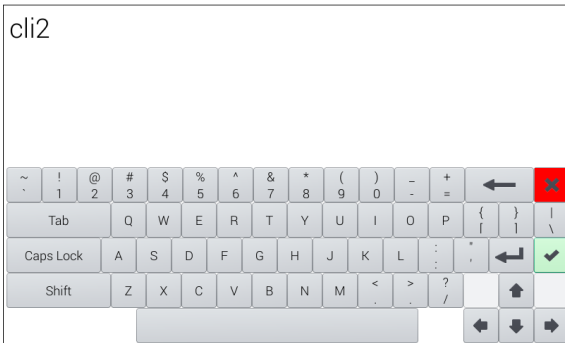 cli2
~ ! @ # $ % ^ & * ( ) _ +
` 1 2 3 4 5 6 7 8 9 0 - =
Tab Q W E R T Y U I O P { [ } ] | \
Caps Lock A S D F G H J K L : " '
Shift Z X C V B N M < . > . ? /